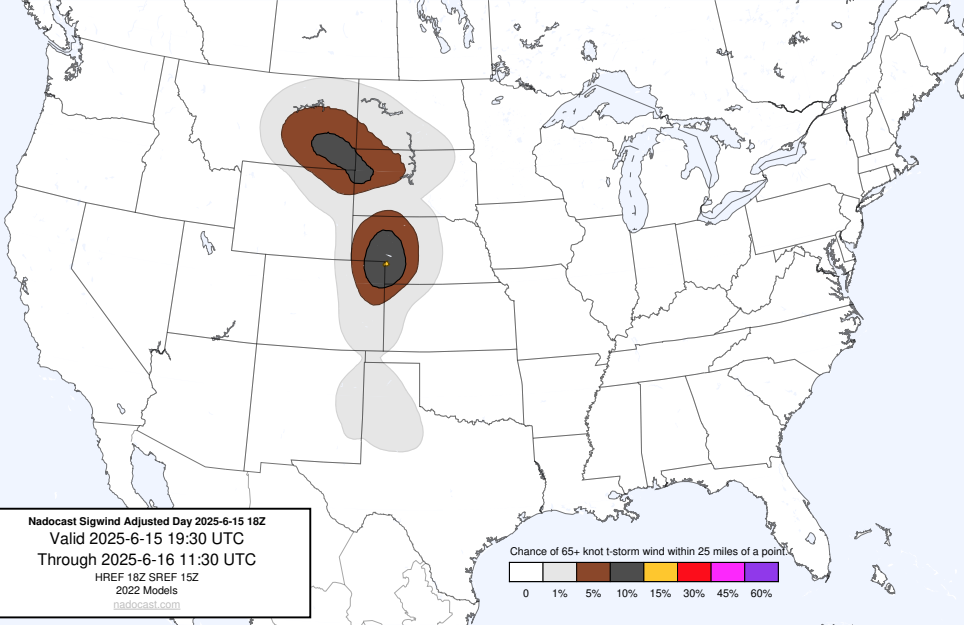 Nadocast Sigwind Adjusted Day 2025-6-15 18Z
Valid 2025-6-15 19:30 UTC
Through 2025-6-16 11:30 UTC
HREF 18Z SREF 15Z
2022 Models
nadocast.com
Chance of 65+ knot t-storm wind within 25 miles of a point.
0 1% 5% 10% 15% 30% 45% 60%